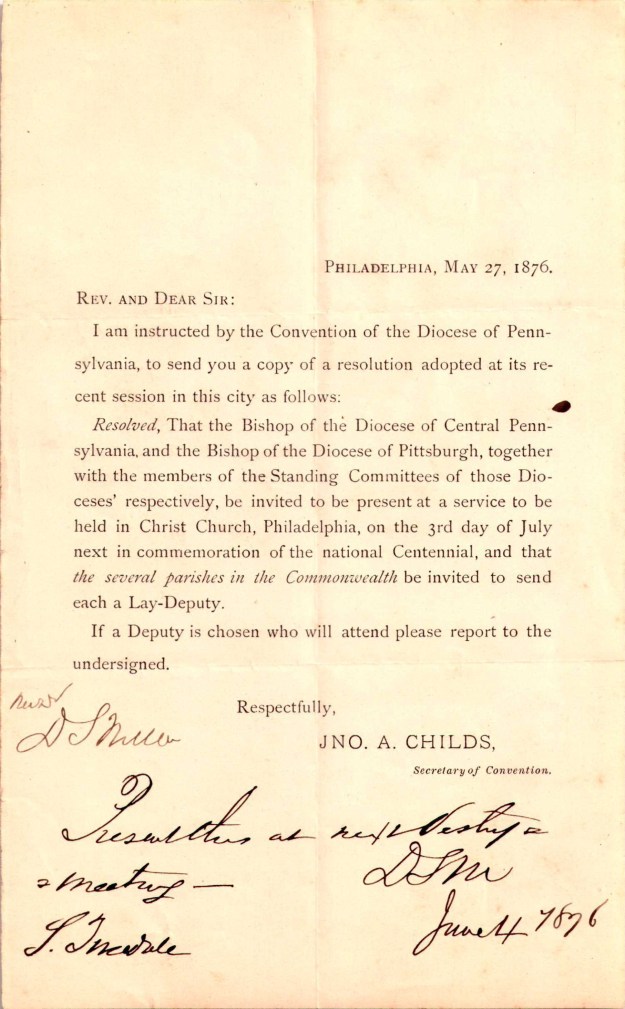 Philadelphia, May 27, 1876.
Rev. and Dear Sir:
I am instructed by the Convention of the Diocese of Penn-
sylvania, to send you a copy of a resolution adopted at its re-
cent session in this city as follows:
Resolved, That the Bishop of the Diocese of Central Penn-
sylvania, and the Bishop of the Diocese of Pittsburgh, together
with the members of the Standing Committees of those Dio-
ceses' respectively, be invited to be present at a service to be
held in Christ Church, Philadelphia, on the 3rd day of July
next in commemoration of the national Centennial, and that
the several parishes in the Commonwealth be invited to send
each a Lay-Deputy.
If a Deputy is chosen who will attend please report to the
undersigned.
Respectfully,
JNO. A. CHILDS,
Secretary of Convention.
D S Miller
Present this at next Vestry =
= meeting —
D S M
June 4 1876